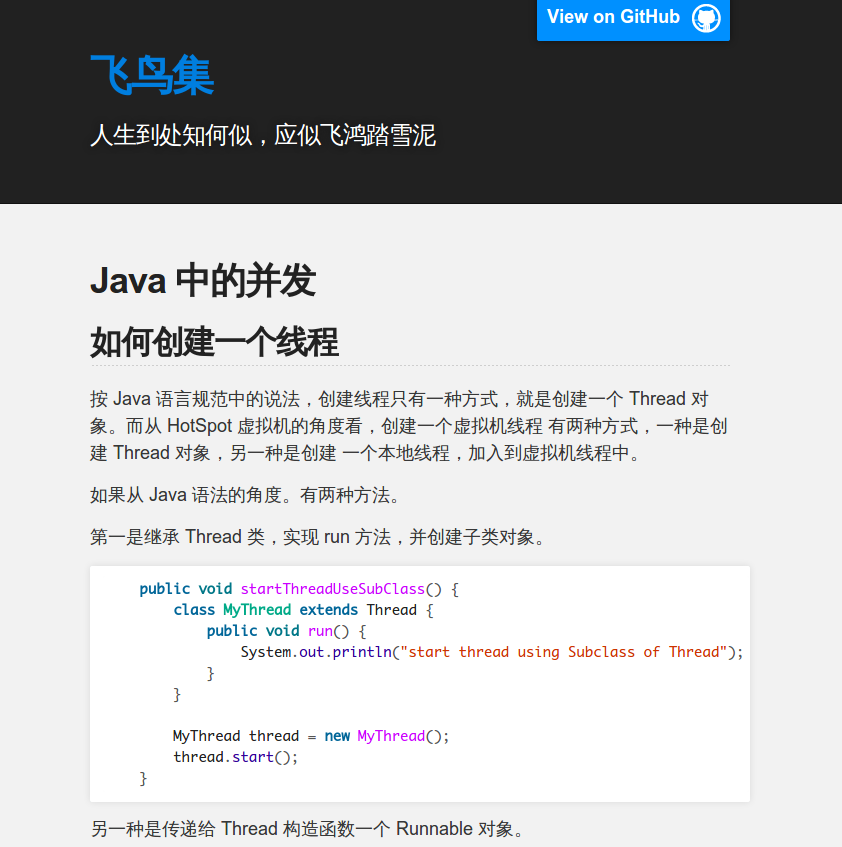 View on GitHub
飞鸟集
人生到处知何似，应似飞鸿踏雪泥
Java 中的并发
如何创建一个线程
按 Java 语言规范中的说法，创建线程只有一种方式，就是创建一个 Thread 对
象。而从 HotSpot 虚拟机的角度看，创建一个虚拟机线程 有两种方式，一种是创
建 Thread 对象，另一种是创建 一个本地线程，加入到虚拟机线程中。
如果从 Java 语法的角度。有两种方法。
第一是继承 Thread 类，实现 run 方法，并创建子类对象。
public void startThreadUseSubClass() {
class MyThread extends Thread {
public void run() {
System.out.println("start thread using Subclass of Thread");
}
}
MyThread thread = new MyThread();
thread.start();
}
另一种是传递给 Thread 构造函数一个 Runnable 对象。